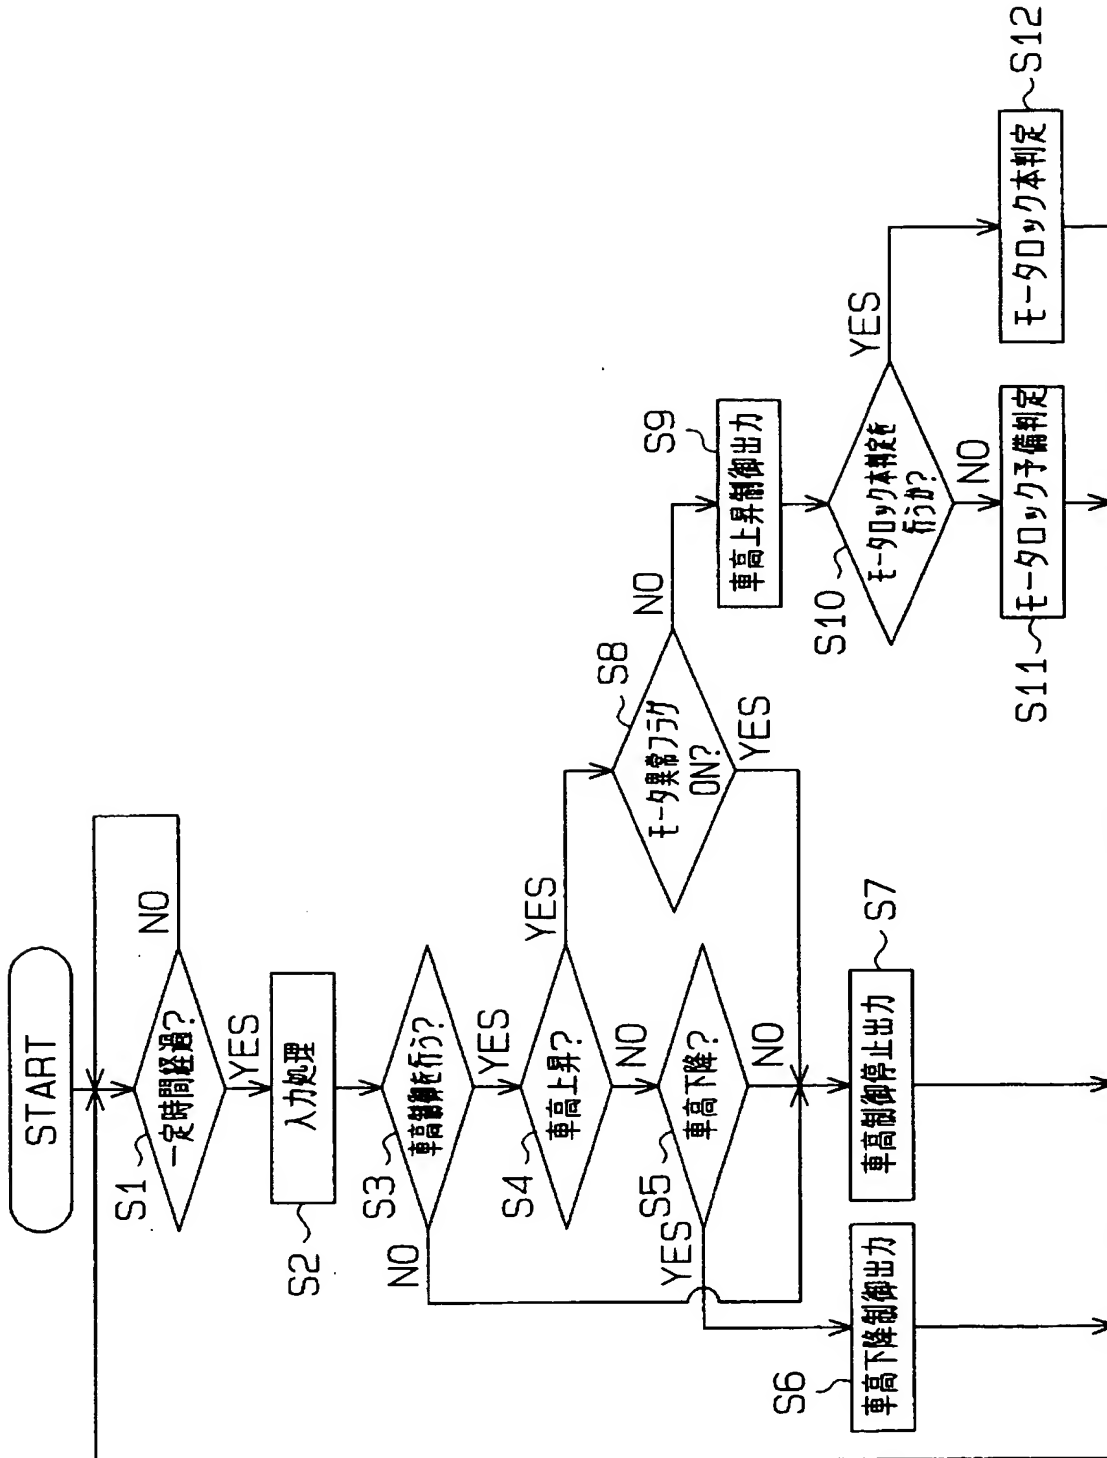 START
S1
一定時間経過?
NO
YES
S2
入力処理
S3
車高制御を行う?
NO
YES
S4
車高上昇?
YES
NO
S5
車高下降?
YES
NO
S6
車高下降制御出力
S7
車高制御停止出力
S8
モータ異常フラグ
ON?
NO
YES
S9
車高上昇制御出力
S10
モータロック本判定を
行うか?
YES
NO
S11
モータロック予備判定
S12
モータロック本判定